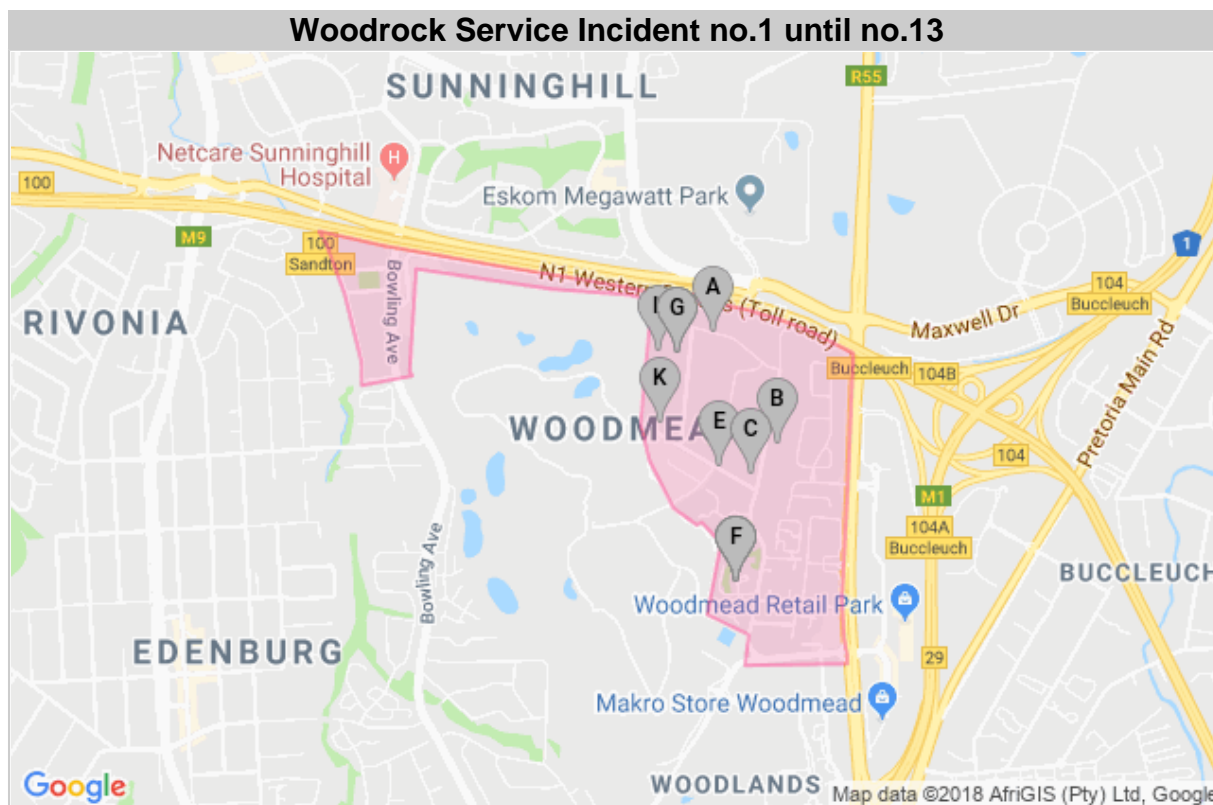 Woodrock Service Incident no.1 until no.13
SUNNINGHILL
R55
Netcare Sunninghill
Hospital
H
100
Eskom Megawatt Park
M9
100
Sandton
Bowling Ave
N1 Western
(Toll road)
1
104
Buccleuch
RIVONIA
Maxwell Dr
A
I
G
Buccleuch
104B
Pretoria Main Rd
K
B
WOODMEA
E
C
104
M1
104A
Buccleuch
F
Bowling Ave
BUCCLEUCH
Woodmead Retail Park
EDENBURG
29
Makro Store Woodmead
WOODLANDS
Google
Map data ©2018 AfriGIS (Pty) Ltd, Google